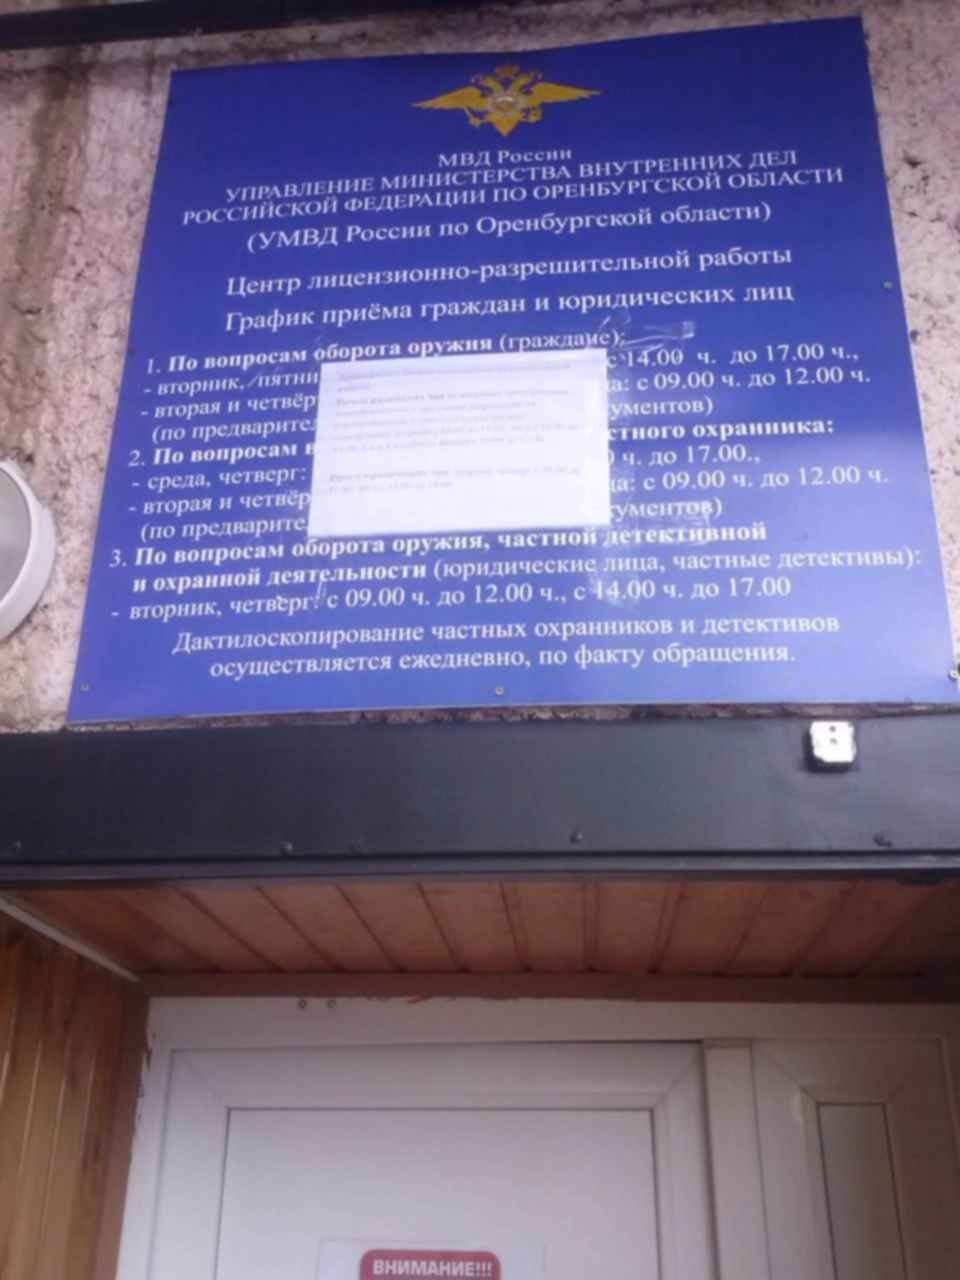 МВД России
УПРАВЛЕНИЕ МИНИСТЕРСТВА ВНУТРЕННИХ ДЕЛ
РОССИЙСКОЙ ФЕДЕРАЦИИ ПО ОРЕНБУРГСКОЙ ОБЛАСТИ
(УМВД России по Оренбургской области)
Центр лицензионно-разрешительной работы
График приёма граждан и юридических лиц
1. По вопросам оборота оружия (граждане):
- вторник, пятни с 14.00 ч. до 17.00 ч.,
- вторая и четвёр да: с 09.00 ч. до 12.00 ч.
(по предварител ументов)
2. По вопросам стного охранника:
- среда, четверг: 0 ч. до 17.00.,
- вторая и четвёр да: с 09.00 ч. до 12.00 ч.
(по предварите ументов)
3. По вопросам оборота оружия, частной детективной
и охранной деятельности (юридические лица, частные детективы):
- вторник, четверг: с 09.00 ч. до 12.00 ч., с 14.00 ч. до 17.00
Дактилоскопирование частных охранников и детективов
осуществляется ежедневно, по факту обращения.
ВНИМАНИЕ!!!